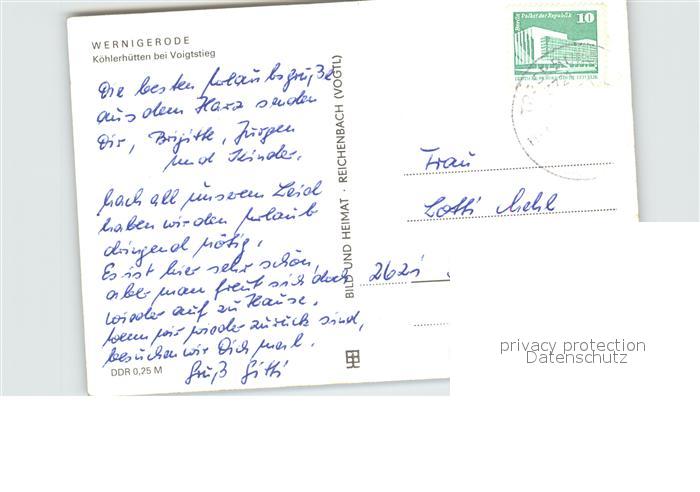 WERNIGERODE
Köhlerhütten bei Voigtstieg
Die besten Urlaubsgrüße
aus dem Harz senden
Dir, Brigitte, Jürgen
und Kinder.
Nach all unserem Leid
haben wir den Urlaub
dringend nötig.
Es ist hier sehr schön,
aber man freut sich doch
wieder auf zu Hause.
Wenn wir wieder zurück sind,
besuchen wir Dich mal.
Gruß Gitti
DDR 0,25 M
BILD UND HEIMAT · REICHENBACH (VOGTL)
Berlin Palast der Republik
10
Frau
Lotti
privacy protection
Datenschutz